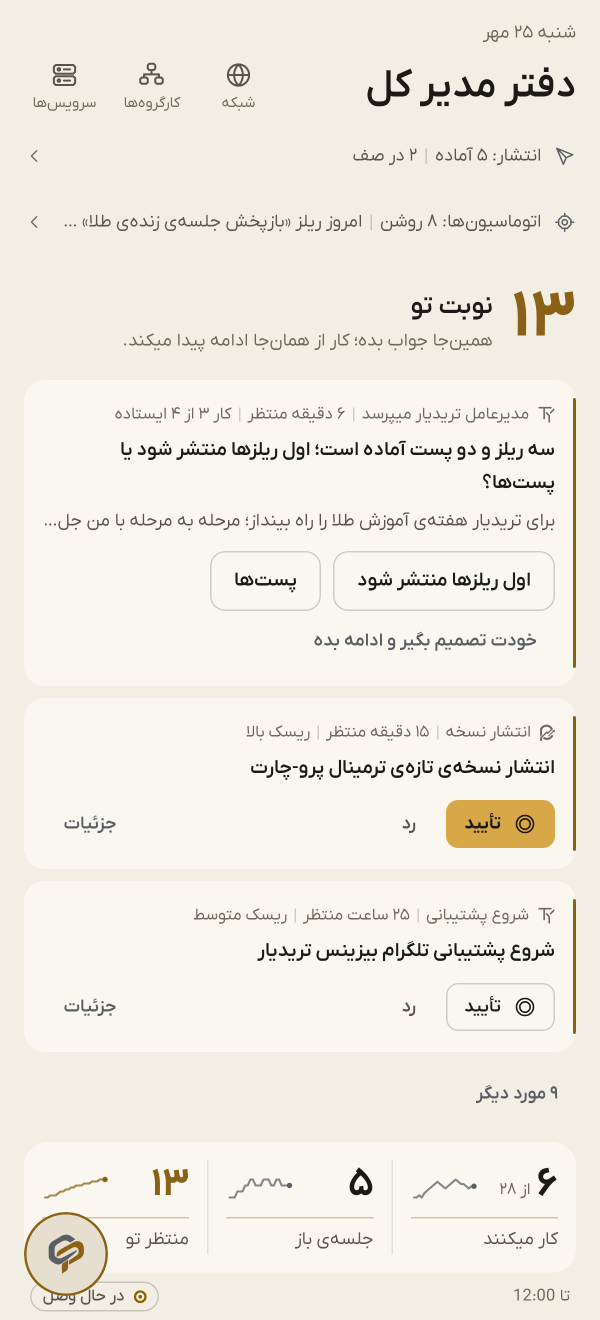 شنبه ۲۵ مهر
دفتر مدیر کل
شبکه
کارگروه‌ها
سرویس‌ها
انتشار: ۵ آماده | ۲ در صف
اتوماسیون‌ها: ۸ روشن | امروز ریلز «بازپخش جلسه‌ی زنده‌ی طلا» ...
۱۳
نوبت تو
همین‌جا جواب بده؛ کار از همان‌جا ادامه پیدا میکند.
مدیرعامل تریدیار میپرسد | ۶ دقیقه منتظر | کار ۳ از ۴ ایستاده
سه ریلز و دو پست آماده است؛ اول ریلزها منتشر شود یا
پست‌ها؟
برای تریدیار هفته‌ی آموزش طلا را راه بینداز؛ مرحله به مرحله با من جل...
اول ریلزها منتشر شود
پست‌ها
خودت تصمیم بگیر و ادامه بده
انتشار نسخه | ۱۵ دقیقه منتظر | ریسک بالا
انتشار نسخه‌ی تازه‌ی ترمینال پرو-چارت
تأیید
رد
جزئیات
شروع پشتیبانی | ۲۵ ساعت منتظر | ریسک متوسط
شروع پشتیبانی تلگرام بیزینس تریدیار
تأیید
رد
جزئیات
۹ مورد دیگر
۶ از ۲۸
کار میکنند
۵
جلسه‌ی باز
۱۳
منتظر تو
تا 12:00
در حال وصل